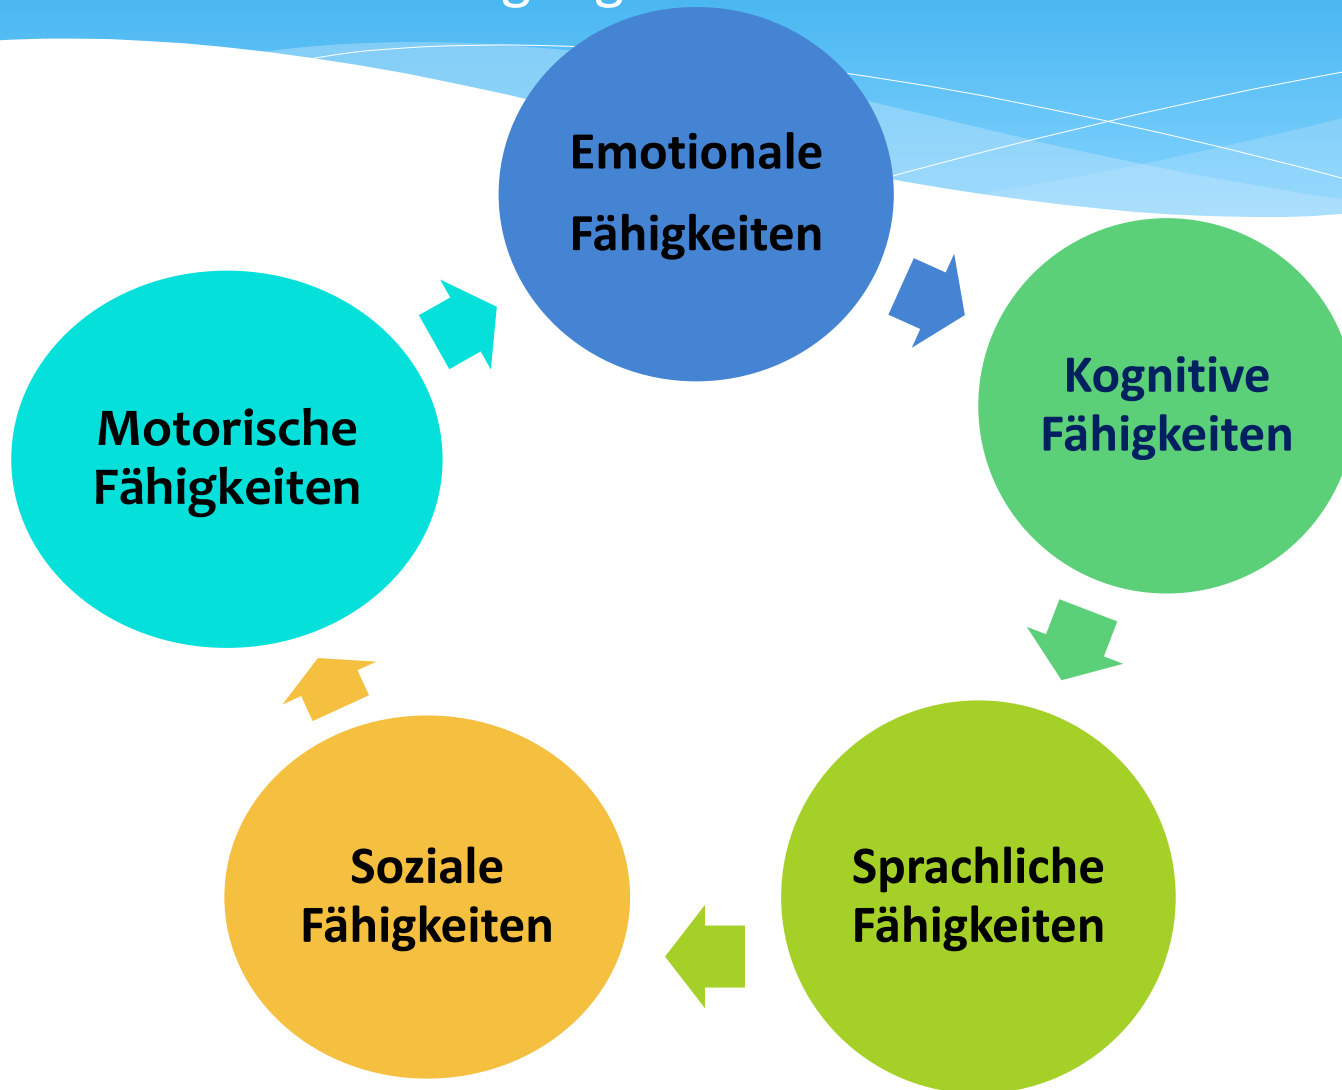 Emotionale
Fähigkeiten
Kognitive
Fähigkeiten
Sprachliche
Fähigkeiten
Soziale
Fähigkeiten
Motorische
Fähigkeiten